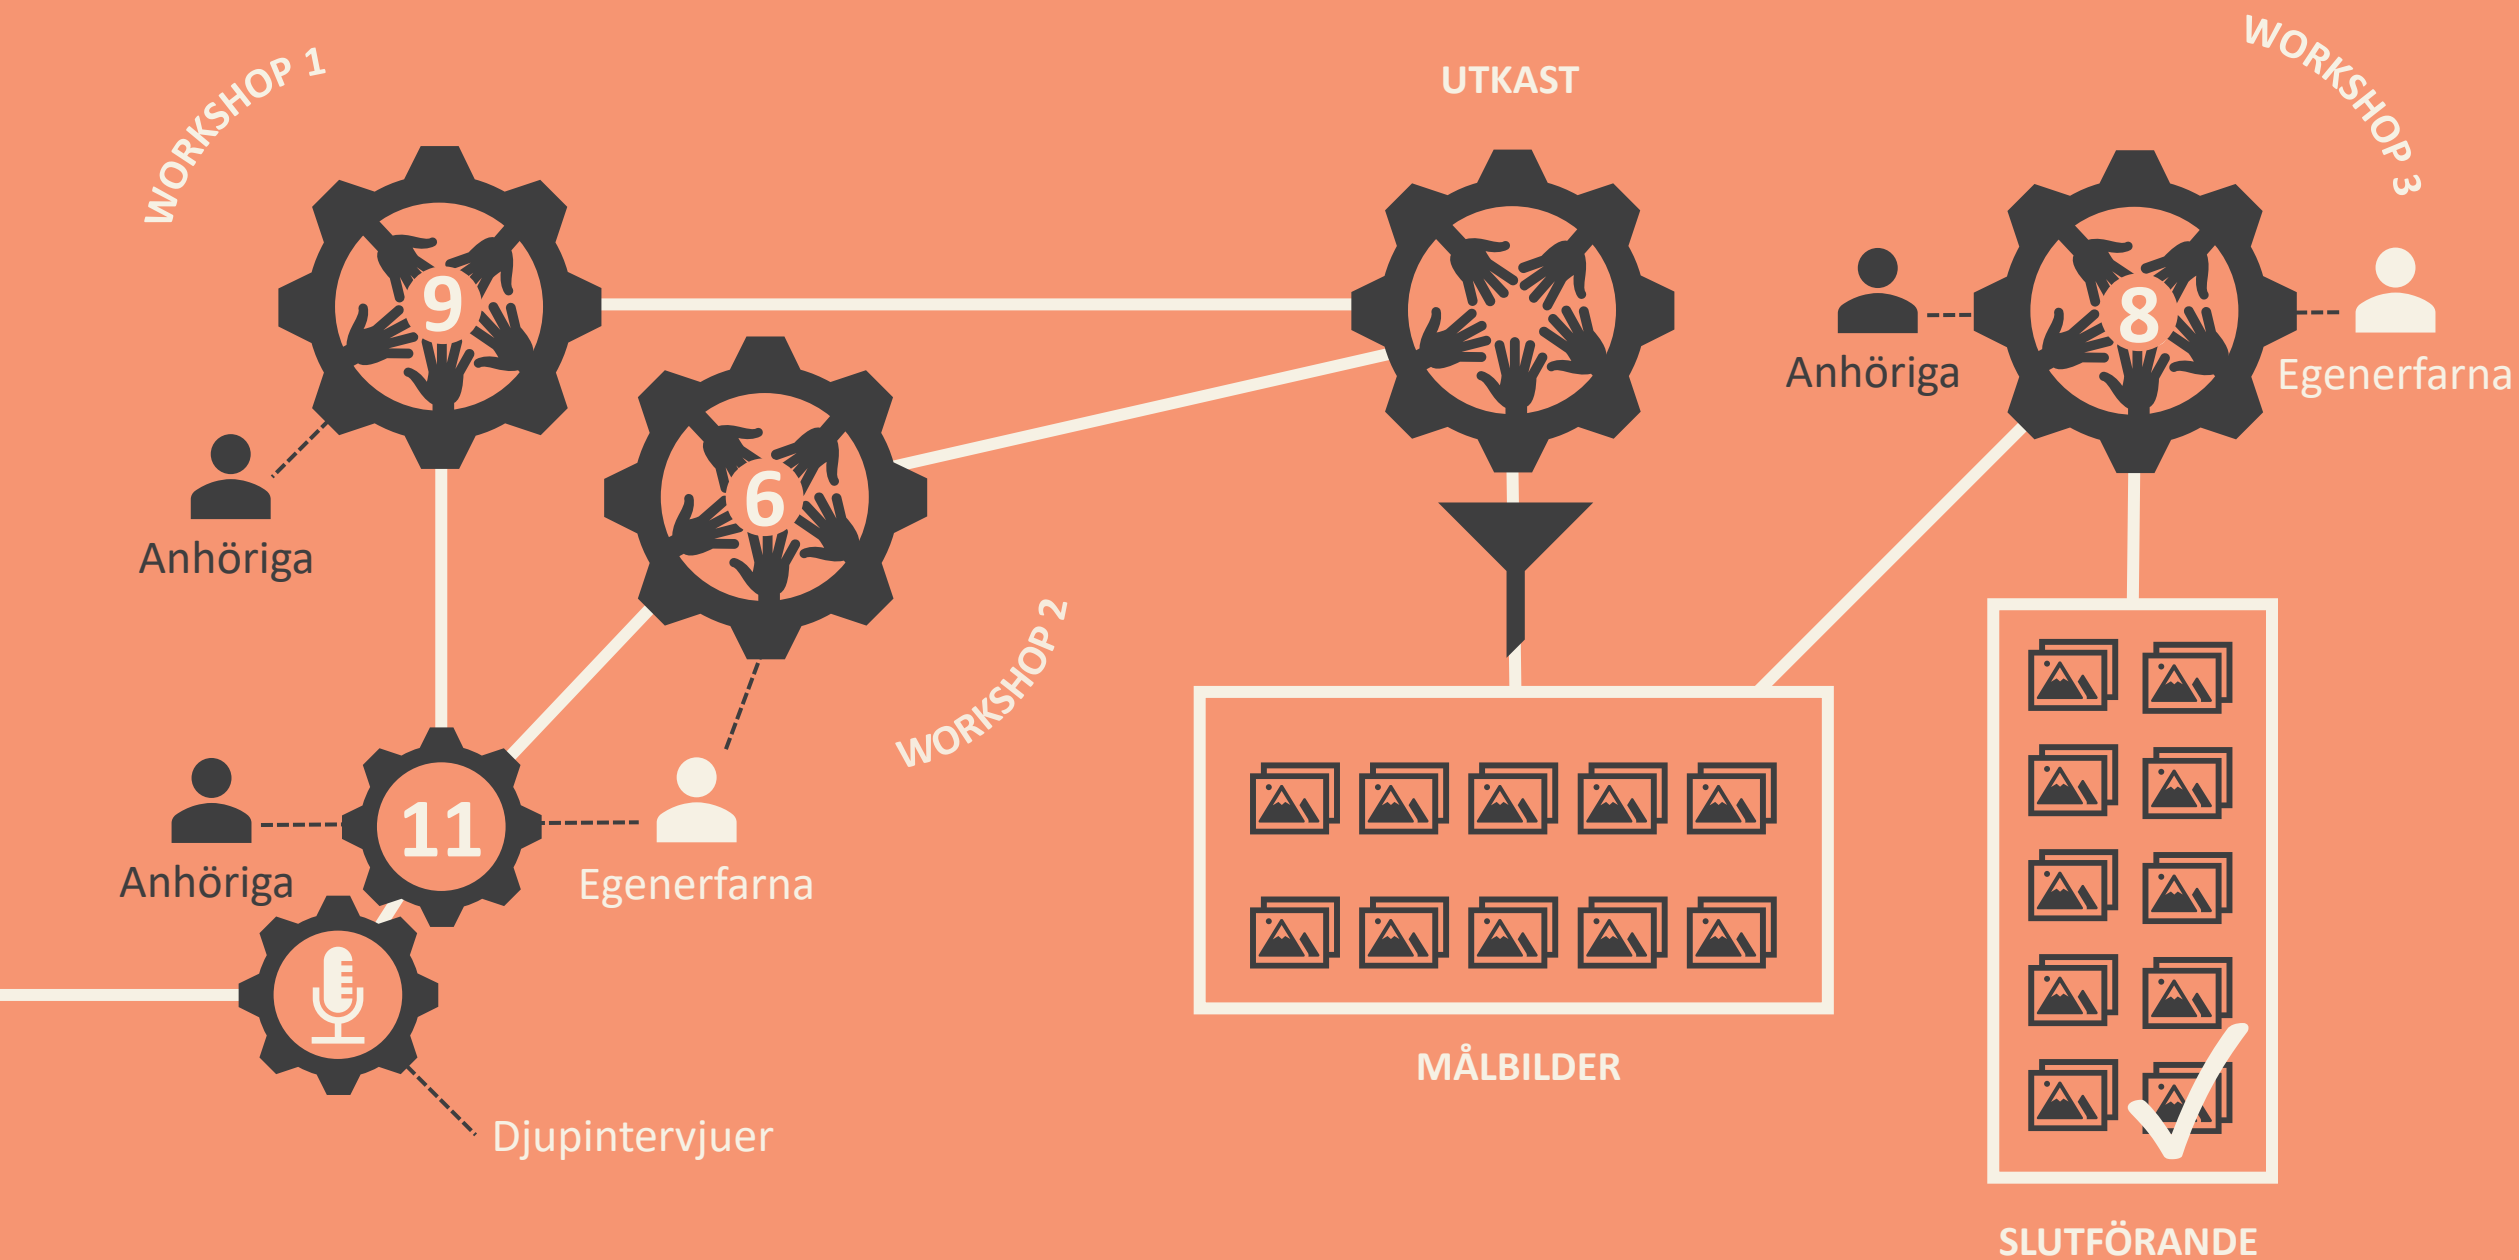 WORKSHOP 1
9
Anhöriga
6
WORKSHOP 2
11
Anhöriga
Egenerfarna
Djupintervjuer
UTKAST
MÅLBILDER
WORKSHOP 3
8
Anhöriga
Egenerfarna
SLUTFÖRANDE